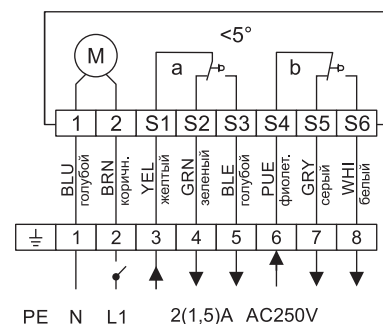 <5°
M
a
b
1 2 S1 S2 S3 S4 S5 S6
BLU голубой
BRN коричн.
YEL желтый
GRN зеленый
BLE голубой
PUE фиолет.
GRY серый
WHI белый
1 2 3 4 5 6 7 8
PE N L1 2(1,5)A AC250V